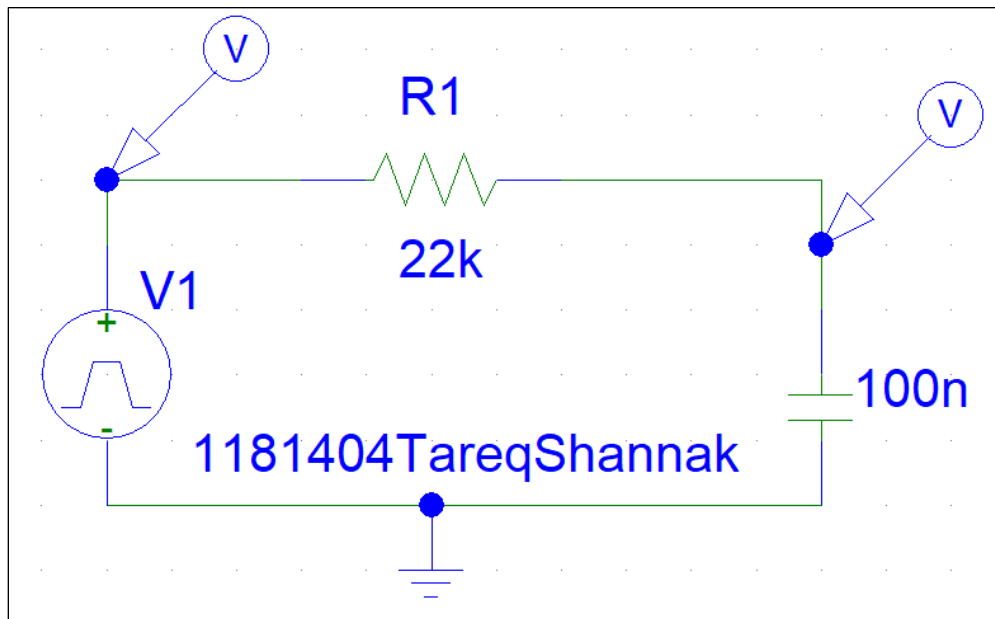 V
V
R1
22k
V1
+
-
100n
1181404TareqShannak